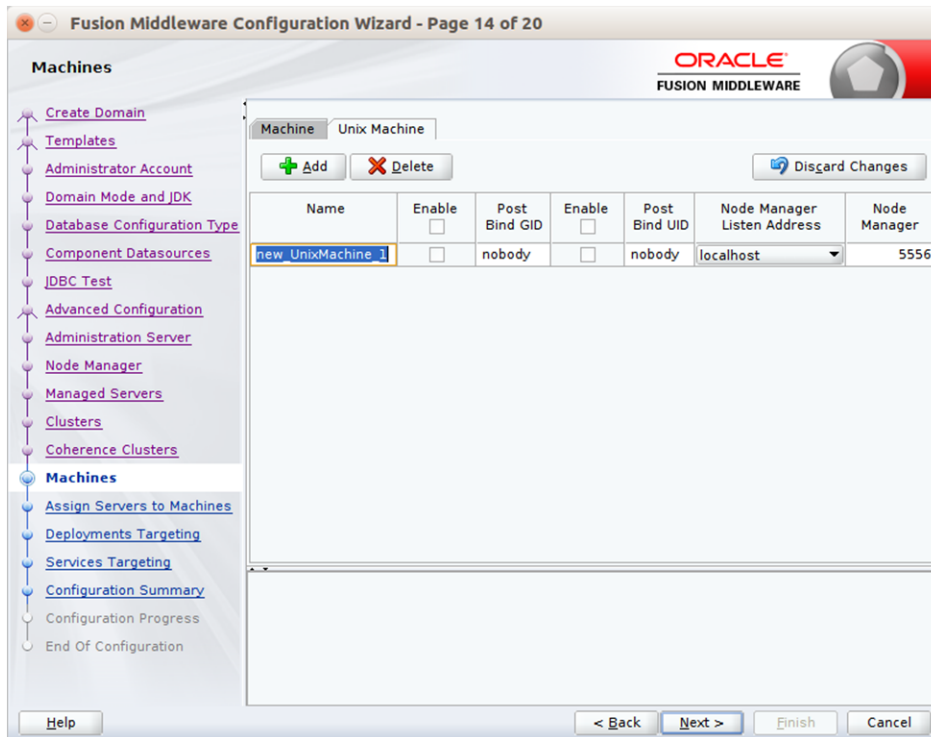 Fusion Middleware Configuration Wizard - Page 14 of 20
Machines
ORACLE
FUSION MIDDLEWARE
Create Domain
Templates
Administrator Account
Domain Mode and JDK
Database Configuration Type
Component Datasources
JDBC Test
Advanced Configuration
Administration Server
Node Manager
Managed Servers
Clusters
Coherence Clusters
Machines
Assign Servers to Machines
Deployments Targeting
Services Targeting
Configuration Summary
Configuration Progress
End Of Configuration
Machine Unix Machine
Add Delete Discard Changes
Name Enable Post Bind GID Enable Post Bind UID Node Manager Listen Address Node Manager
new_UnixMachine_1 nobody nobody localhost 5556
Help < Back Next > Finish Cancel